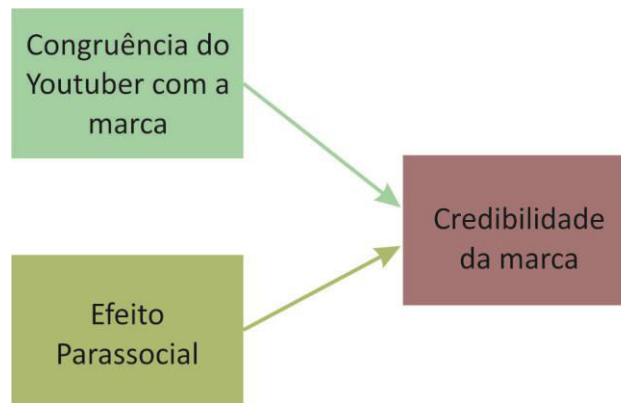 Congruência do
Youtuber com a
marca
Credibilidade
da marca
Efeito
Parassocial